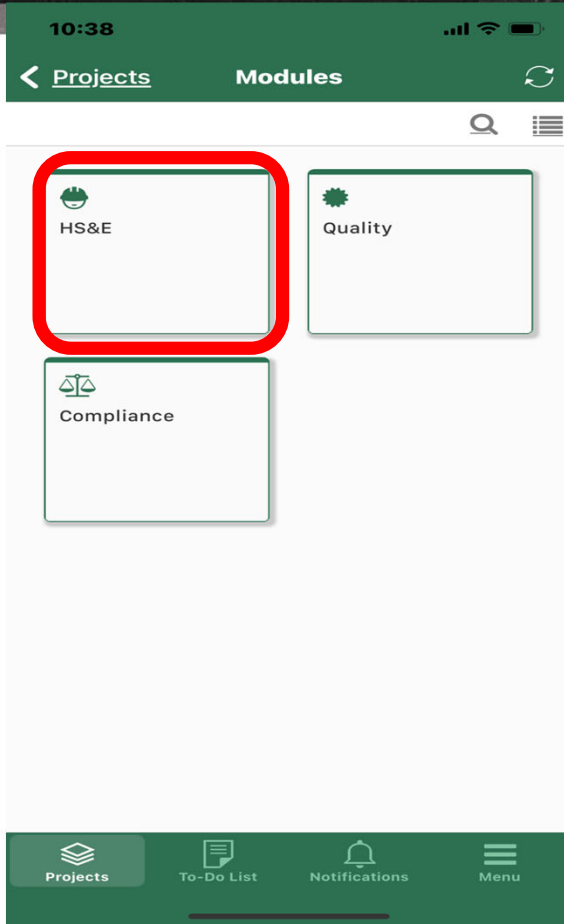 10:38
Projects Modules
HS&E Quality
Compliance
Projects To-Do List Notifications Menu